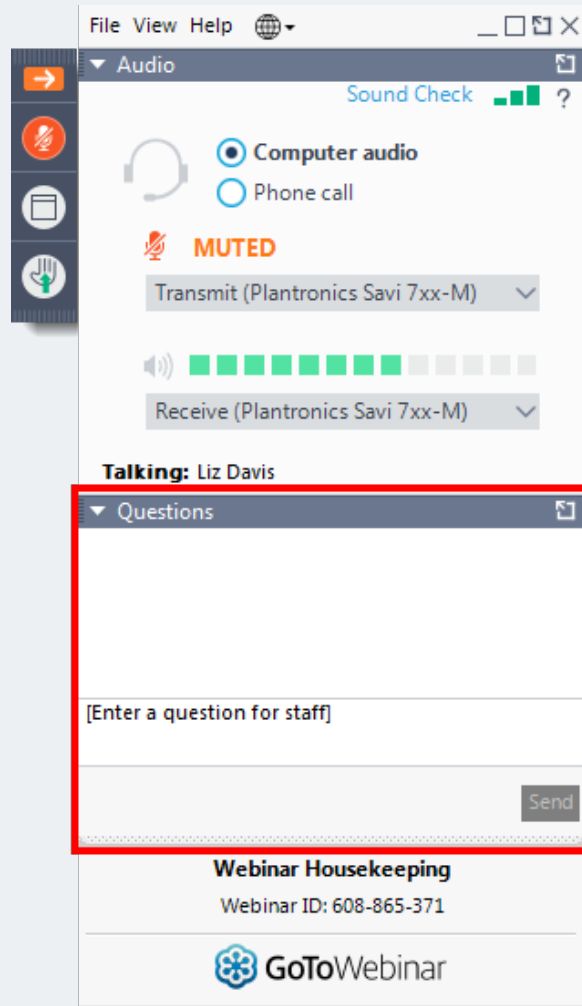 File View Help
Audio
Sound Check ?
Computer audio
Phone call
MUTED
Transmit (Plantronics Savi 7xx-M)
Receive (Plantronics Savi 7xx-M)
Talking: Liz Davis
Questions
[Enter a question for staff]
Send
Webinar Housekeeping
Webinar ID: 608-865-371
GoToWebinar